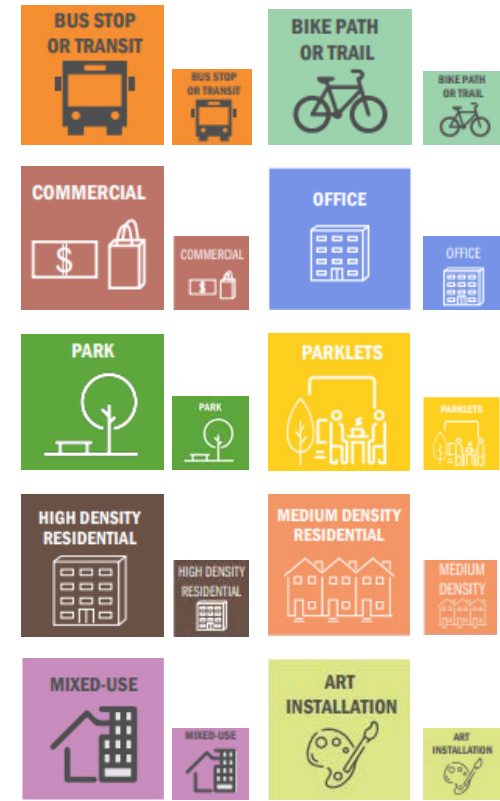 BUS STOP
OR TRANSIT
BUS STOP
OR TRANSIT
BIKE PATH
OR TRAIL
BIKE PATH
OR TRAIL
COMMERCIAL
$
COMMERCIAL
$
OFFICE
OFFICE
PARK
PARK
PARKLETS
PARKLETS
HIGH DENSITY
RESIDENTIAL
HIGH DENSITY
RESIDENTIAL
MEDIUM DENSITY
RESIDENTIAL
MEDIUM
DENSITY
MIXED-USE
MIXED-USE
ART
INSTALLATION
ART
INSTALLATION